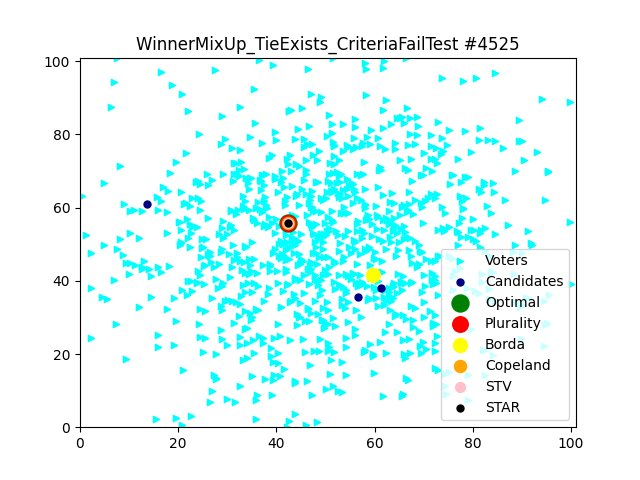 WinnerMixUp_TieExists_CriteriaFailTest #4525
100
80
60
40
20
0
0
20
40
60
80
100
Voters
Candidates
Optimal
Plurality
Borda
Copeland
STV
STAR